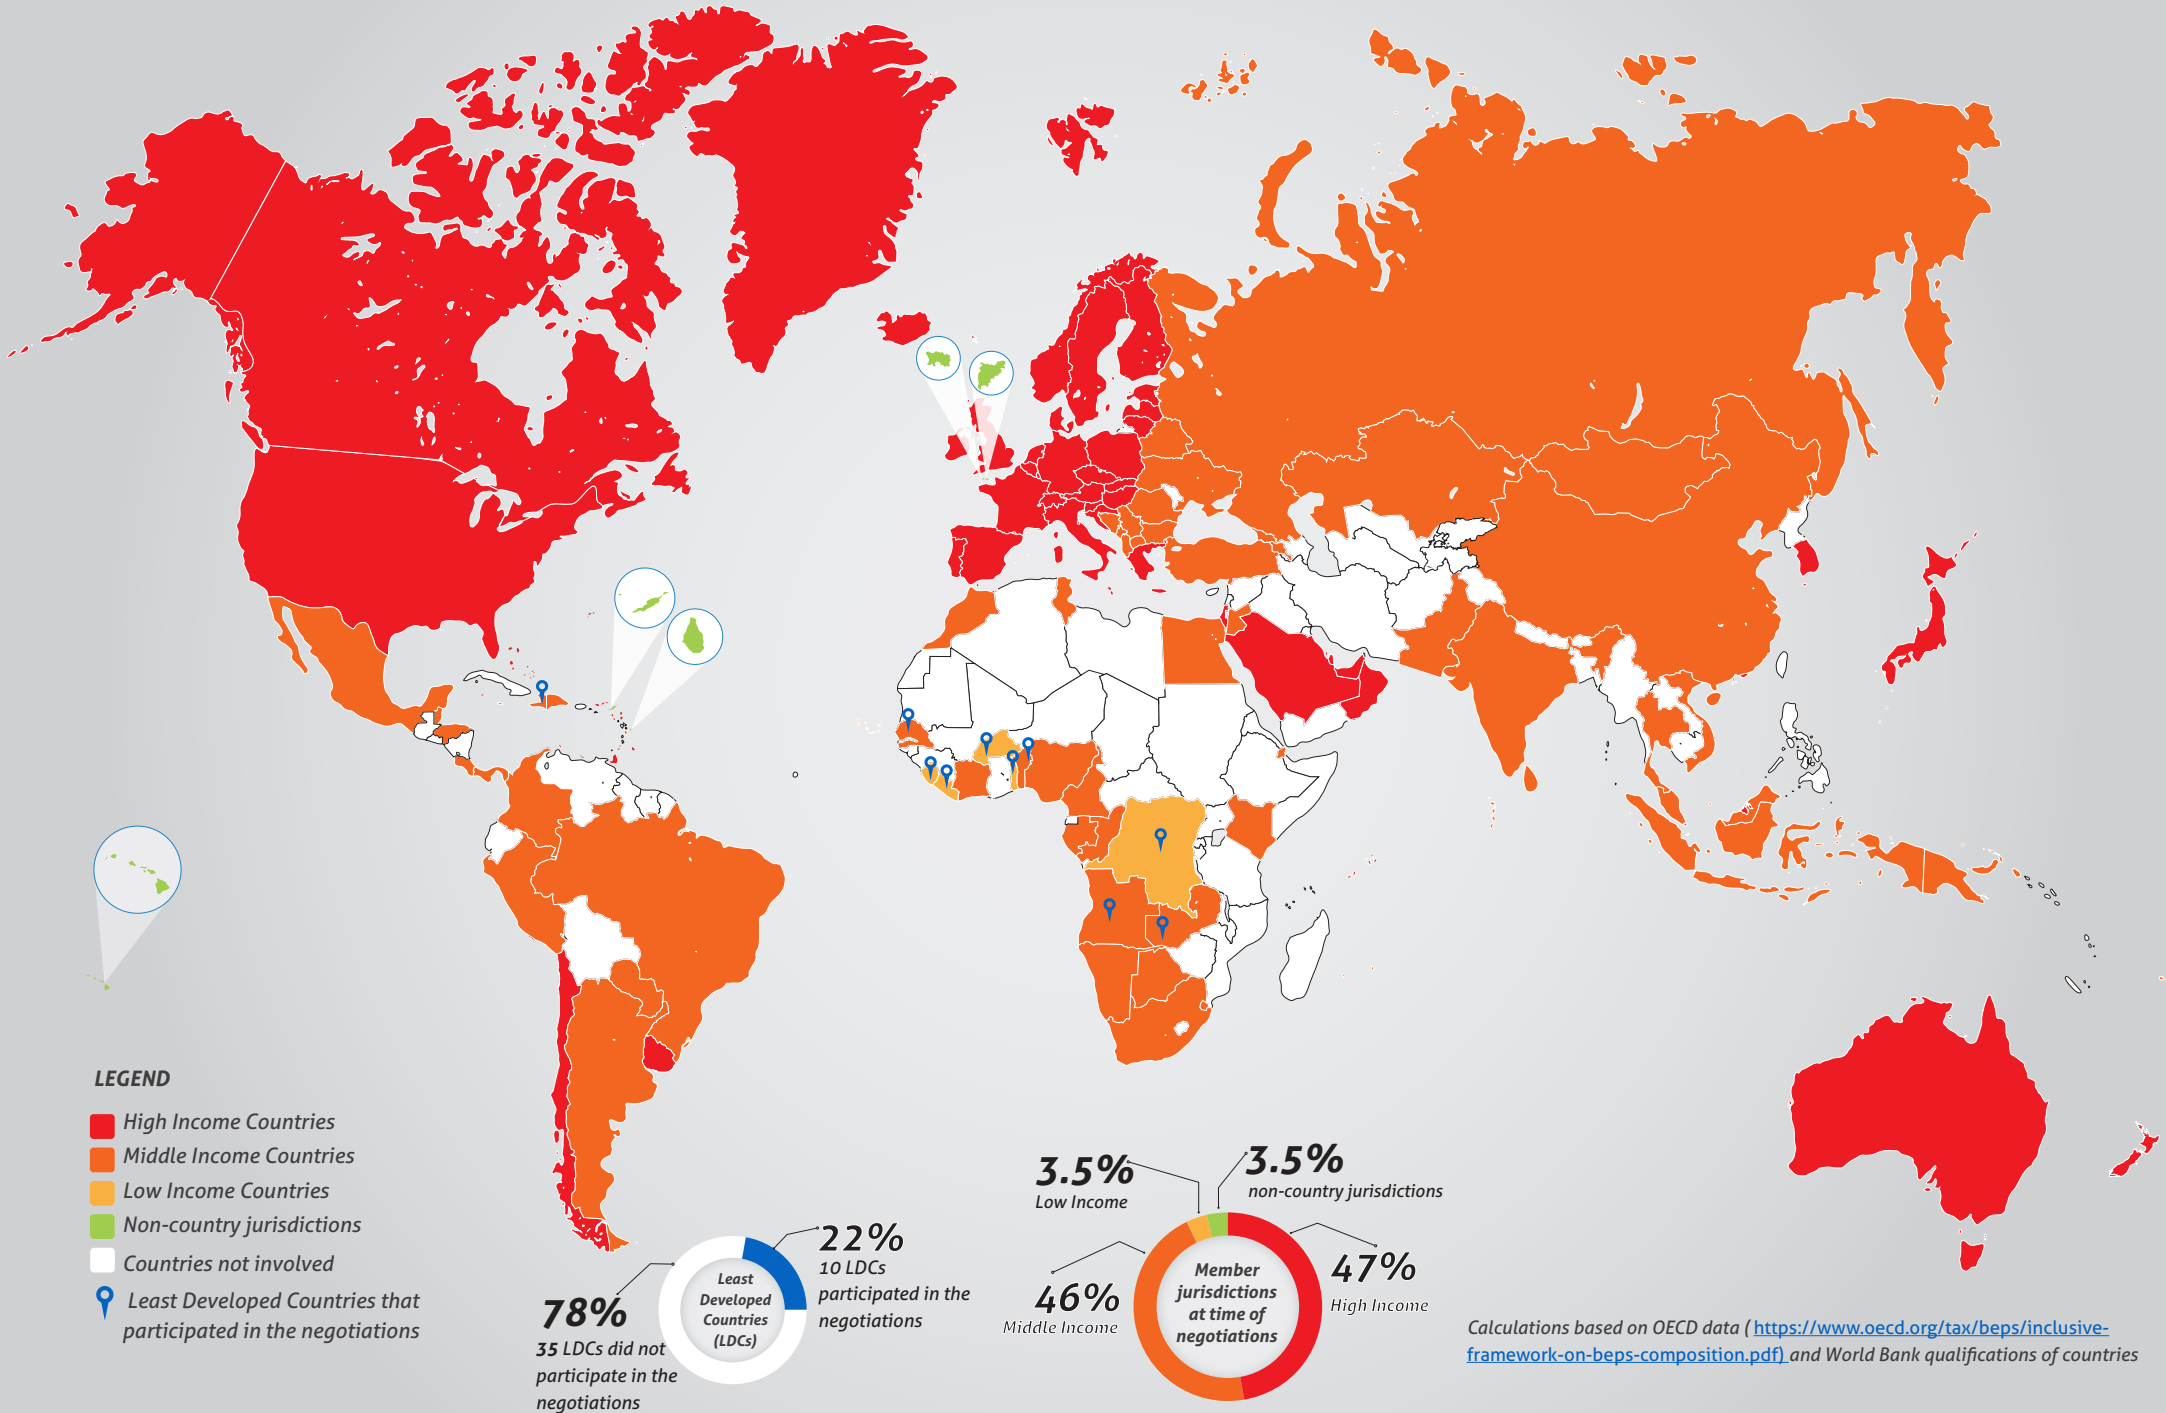 LEGEND
High Income Countries
Middle Income Countries
Low Income Countries
Non-country jurisdictions
Countries not involved
Least Developed Countries that
participated in the negotiations
78%
35 LDCs did not
participate in the
negotiations
Least
Developed
Countries
(LDCs)
22%
10 LDCs
participated in the
negotiations
3.5%
Low Income
3.5%
non-country jurisdictions
46%
Middle Income
Member
jurisdictions
at time of
negotiations
47%
High Income
Calculations based on OECD data ( https://www.oecd.org/tax/beps/inclusive-
framework-on-beps-composition.pdf) and World Bank qualifications of countries